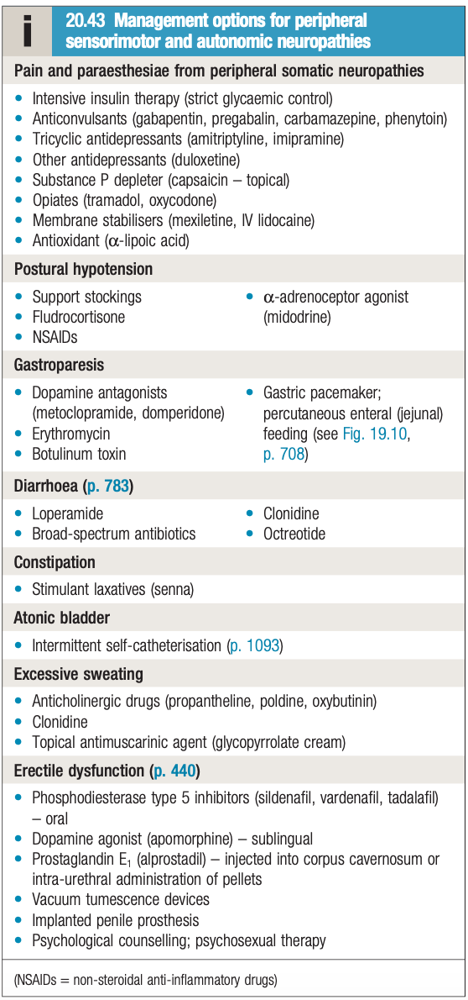 i
20.43 Management options for peripheral
sensorimotor and autonomic neuropathies
Pain and paraesthesiae from peripheral somatic neuropathies
• Intensive insulin therapy (strict glycaemic control)
• Anticonvulsants (gabapentin, pregabalin, carbamazepine, phenytoin)
• Tricyclic antidepressants (amitriptyline, imipramine)
• Other antidepressants (duloxetine)
• Substance P depleter (capsaicin – topical)
• Opiates (tramadol, oxycodone)
• Membrane stabilisers (mexiletine, IV lidocaine)
• Antioxidant (α-lipoic acid)
Postural hypotension
• Support stockings
• Fludrocortisone
• NSAIDs
• α-adrenoceptor agonist
(midodrine)
Gastroparesis
• Dopamine antagonists
(metoclopramide, domperidone)
• Erythromycin
• Botulinum toxin
• Gastric pacemaker;
percutaneous enteral (jejunal)
feeding (see Fig. 19.10,
p. 708)
Diarrhoea (p. 783)
• Loperamide
• Broad-spectrum antibiotics
• Clonidine
• Octreotide
Constipation
• Stimulant laxatives (senna)
Atonic bladder
• Intermittent self-catheterisation (p. 1093)
Excessive sweating
• Anticholinergic drugs (propantheline, poldine, oxybutinin)
• Clonidine
• Topical antimuscarinic agent (glycopyrrolate cream)
Erectile dysfunction (p. 440)
• Phosphodiesterase type 5 inhibitors (sildenafil, vardenafil, tadalafil)
– oral
• Dopamine agonist (apomorphine) – sublingual
• Prostaglandin E₁ (alprostadil) – injected into corpus cavernosum or
intra-urethral administration of pellets
• Vacuum tumescence devices
• Implanted penile prosthesis
• Psychological counselling; psychosexual therapy
(NSAIDs = non-steroidal anti-inflammatory drugs)